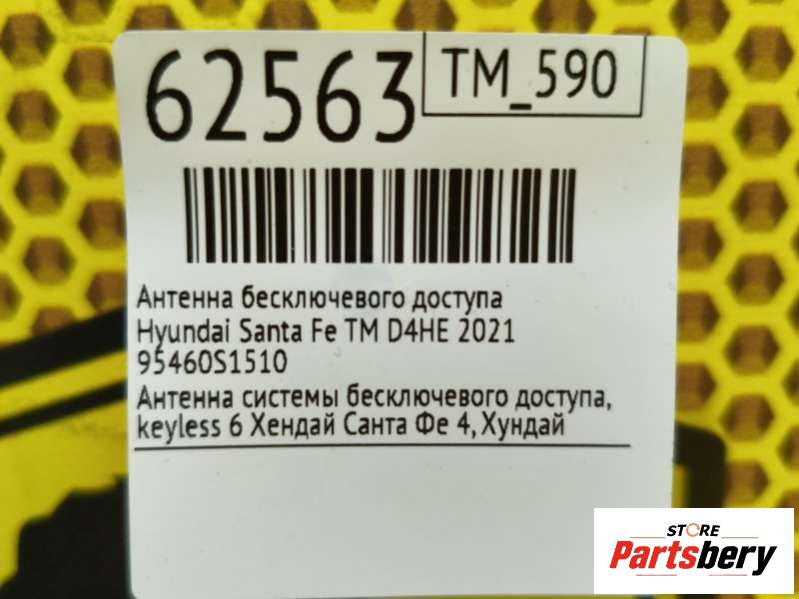 62563
TM_590
Антенна бесключевого доступа
Hyundai Santa Fe TM D4HE 2021
95460S1510
Антенна системы бесключевого доступа,
keyless 6 Хендай Санта Фе 4, Хундай
STORE
Partsbery